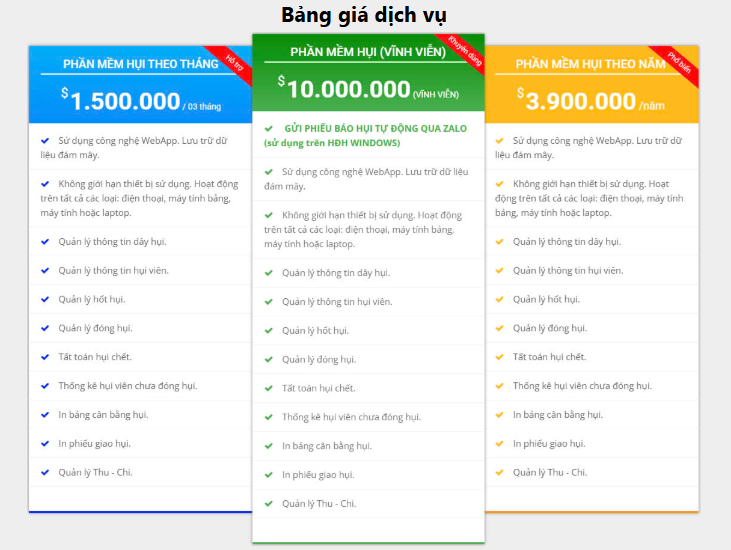 Bảng giá dịch vụ
PHẦN MỀM HỤI THEO THÁNG
Hỗ trợ
$1.500.000 / 03 tháng
Sử dụng công nghệ WebApp. Lưu trữ dữ
liệu đám mây.
Không giới hạn thiết bị sử dụng. Hoạt động
trên tất cả các loại: điện thoại, máy tính bảng,
máy tính hoặc laptop.
Quản lý thông tin dây hụi.
Quản lý thông tin hụi viên.
Quản lý hốt hụi.
Quản lý đóng hụi.
Tất toán hụi chết.
Thống kê hụi viên chưa đóng hụi.
In bảng cân bằng hụi.
In phiếu giao hụi.
Quản lý Thu - Chi.
PHẦN MỀM HỤI (VĨNH VIỄN)
Khuyên dùng
$10.000.000 (VĨNH VIỄN)
GỬI PHIẾU BÁO HỤI TỰ ĐỘNG QUA ZALO
(sử dụng trên HĐH WINDOWS)
Sử dụng công nghệ WebApp. Lưu trữ dữ liệu
đám mây.
Không giới hạn thiết bị sử dụng. Hoạt động
trên tất cả các loại: điện thoại, máy tính bảng,
máy tính hoặc laptop.
Quản lý thông tin dây hụi.
Quản lý thông tin hụi viên.
Quản lý hốt hụi.
Quản lý đóng hụi.
Tất toán hụi chết.
Thống kê hụi viên chưa đóng hụi.
In bảng cân bằng hụi.
In phiếu giao hụi.
Quản lý Thu - Chi.
PHẦN MỀM HỤI THEO NĂM
Phổ biến
$3.900.000 /năm
Sử dụng công nghệ WebApp. Lưu trữ dữ
liệu đám mây.
Không giới hạn thiết bị sử dụng. Hoạt động
trên tất cả các loại: điện thoại, máy tính bảng,
máy tính hoặc laptop.
Quản lý thông tin dây hụi.
Quản lý thông tin hụi viên.
Quản lý hốt hụi.
Quản lý đóng hụi.
Tất toán hụi chết.
Thống kê hụi viên chưa đóng hụi.
In bảng cân bằng hụi.
In phiếu giao hụi.
Quản lý Thu - Chi.